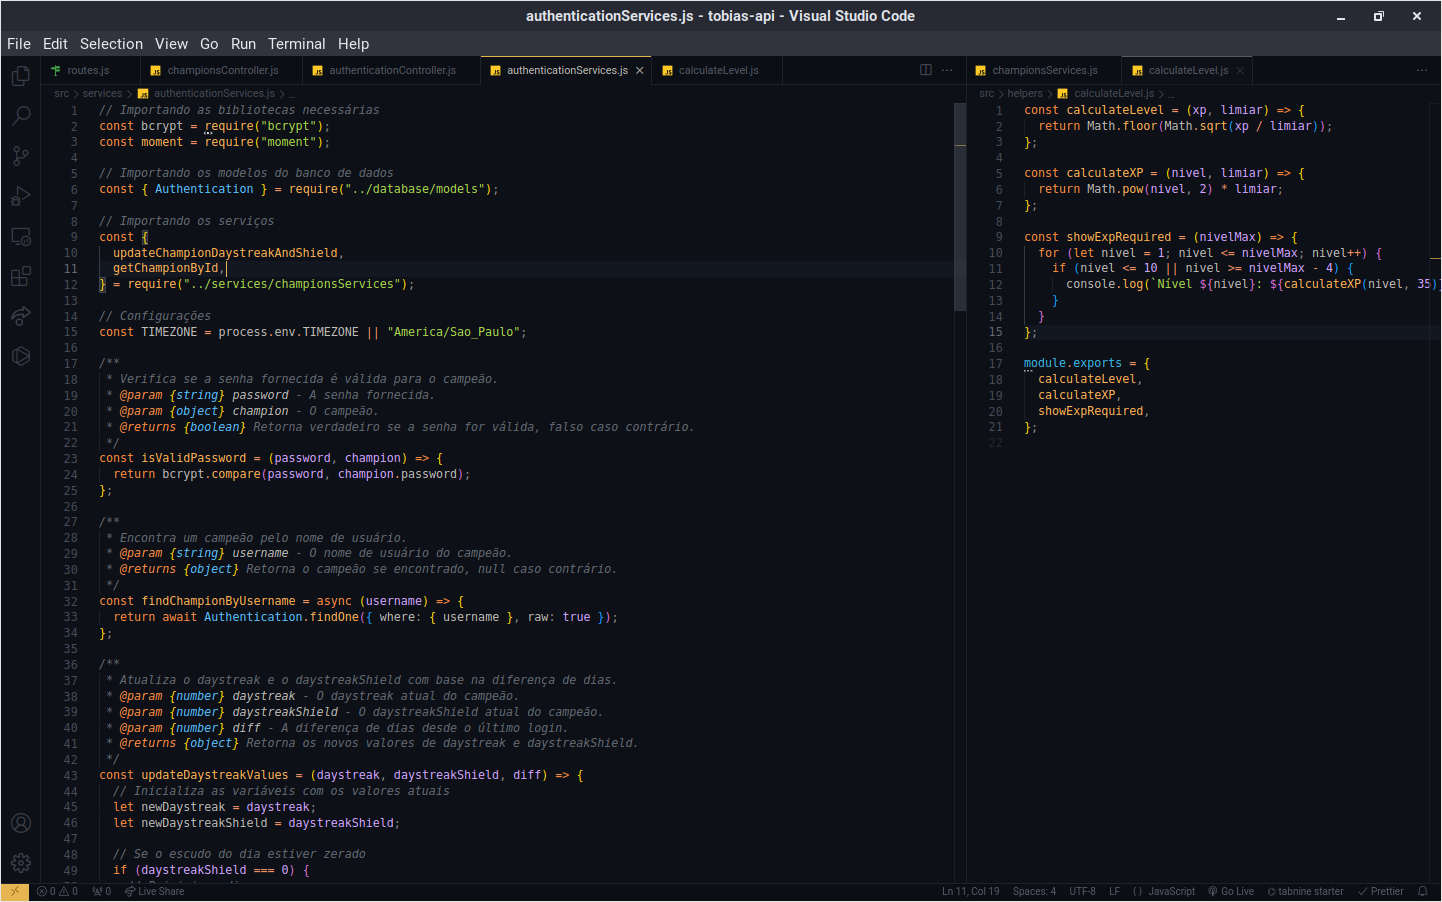 authenticationServices.js - tobias-api - Visual Studio Code
File Edit Selection View Go Run Terminal Help
routes.js championsController.js authenticationController.js authenticationServices.js calculateLevel.js
src > services > authenticationServices.js > ...
1 // Importando as bibliotecas necessárias
2 const bcrypt = require("bcrypt");
3 const moment = require("moment");
4
5 // Importando os modelos do banco de dados
6 const { Authentication } = require("../database/models");
7
8 // Importando os serviços
9 const {
10 updateChampionDaystreakAndShield,
11 getChampionById,
12 } = require("../services/championsServices");
13
14 // Configurações
15 const TIMEZONE = process.env.TIMEZONE || "America/Sao_Paulo";
16
17 /**
18 * Verifica se a senha fornecida é válida para o campeão.
19 * @param {string} password - A senha fornecida.
20 * @param {object} champion - O campeão.
21 * @returns {boolean} Retorna verdadeiro se a senha for válida, falso caso contrário.
22 */
23 const isValidPassword = (password, champion) => {
24 return bcrypt.compare(password, champion.password);
25 };
26
27 /**
28 * Encontra um campeão pelo nome de usuário.
29 * @param {string} username - O nome de usuário do campeão.
30 * @returns {object} Retorna o campeão se encontrado, null caso contrário.
31 */
32 const findChampionByUsername = async (username) => {
33 return await Authentication.findOne({ where: { username }, raw: true });
34 };
35
36 /**
37 * Atualiza o daystreak e o daystreakShield com base na diferença de dias.
38 * @param {number} daystreak - O daystreak atual do campeão.
39 * @param {number} daystreakShield - O daystreakShield atual do campeão.
40 * @param {number} diff - A diferença de dias desde o último login.
41 * @returns {object} Retorna os novos valores de daystreak e daystreakShield.
42 */
43 const updateDaystreakValues = (daystreak, daystreakShield, diff) => {
44 // Inicializa as variáveis com os valores atuais
45 let newDaystreak = daystreak;
46 let newDaystreakShield = daystreakShield;
47
48 // Se o escudo do dia estiver zerado
49 if (daystreakShield === 0) {
championsServices.js calculateLevel.js
src > helpers > calculateLevel.js > ...
1 const calculateLevel = (xp, limiar) => {
2 return Math.floor(Math.sqrt(xp / limiar));
3 };
4
5 const calculateXP = (nivel, limiar) => {
6 return Math.pow(nivel, 2) * limiar;
7 };
8
9 const showExpRequired = (nivelMax) => {
10 for (let nivel = 1; nivel <= nivelMax; nivel++) {
11 if (nivel <= 10 || nivel >= nivelMax - 4) {
12 console.log(`Nível ${nivel}: ${calculateXP(nivel, 35)}
13 }
14 }
15 };
16
17 module.exports = {
18 calculateLevel,
19 calculateXP,
20 showExpRequired,
21 };
22
0 0 0 Live Share Ln 11, Col 19 Spaces: 4 UTF-8 LF {} JavaScript Go Live tabnine starter Prettier